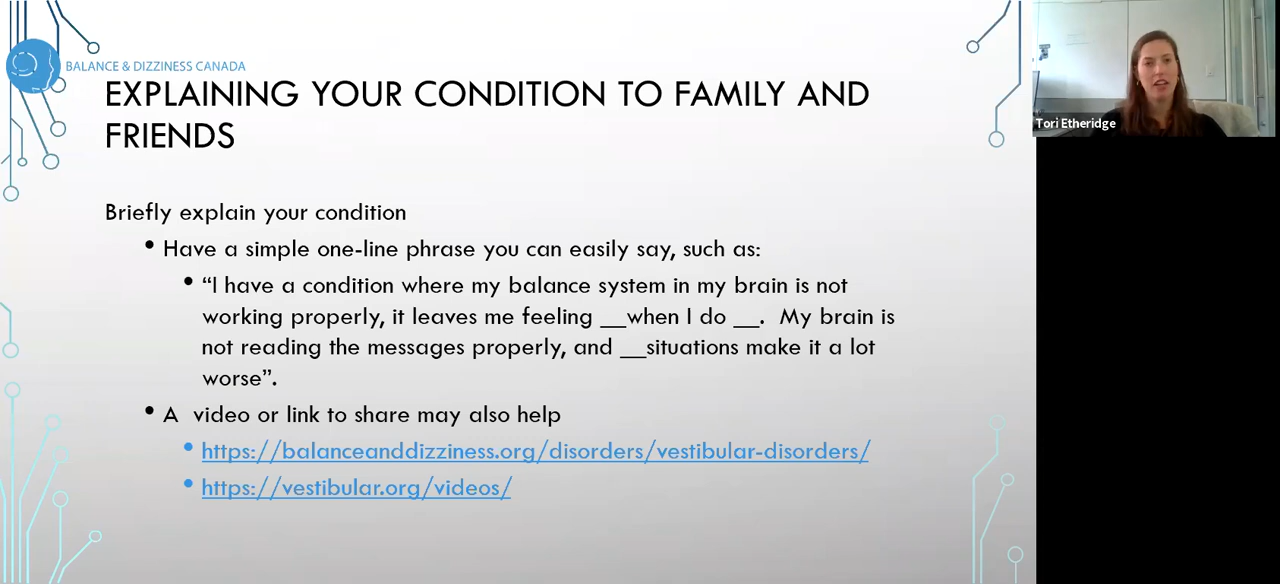 BALANCE & DIZZINESS CANADA
EXPLAINING YOUR CONDITION TO FAMILY AND
FRIENDS
Briefly explain your condition
• Have a simple one-line phrase you can easily say, such as:
• “I have a condition where my balance system in my brain is not
working properly, it leaves me feeling __when I do __.  My brain is
not reading the messages properly, and __situations make it a lot
worse”.
• A  video or link to share may also help
• https://balanceanddizziness.org/disorders/vestibular-disorders/
• https://vestibular.org/videos/
Tori Etheridge